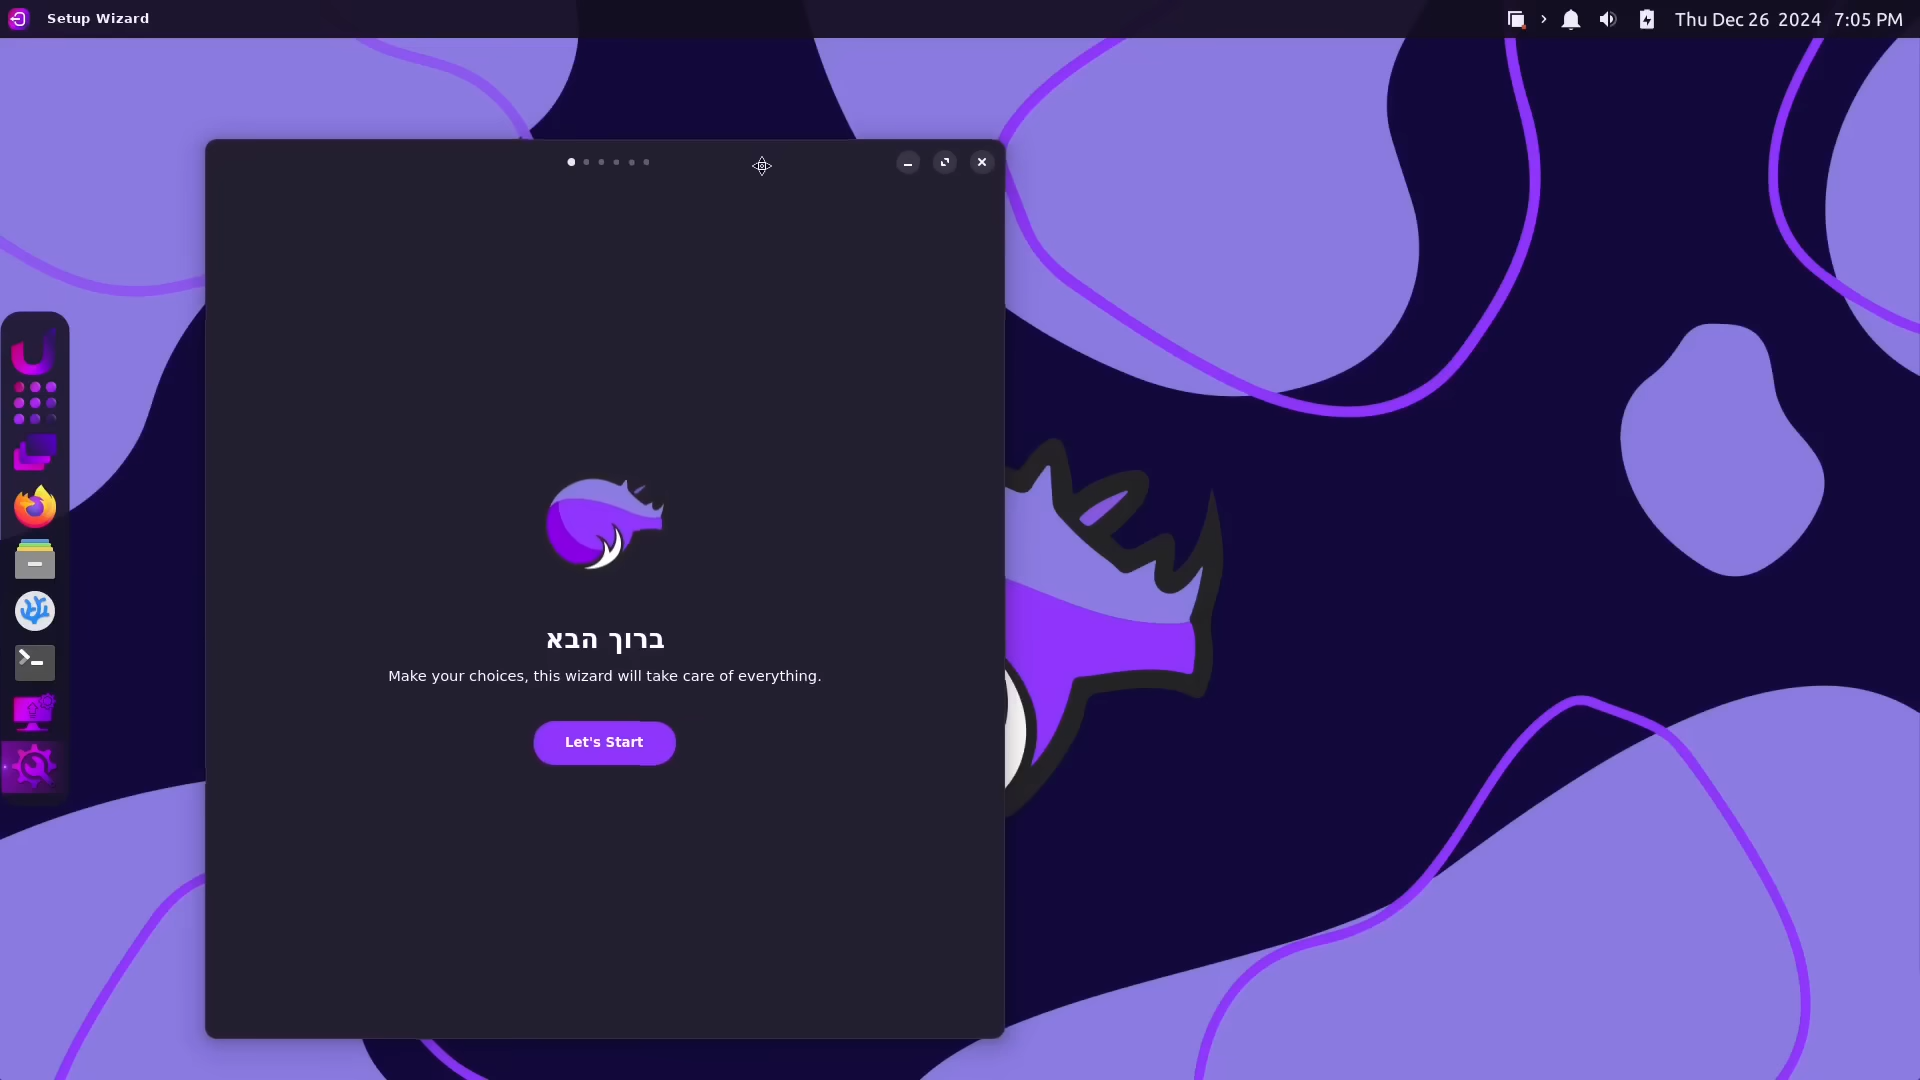 Setup Wizard
Thu Dec 26 2024 7:05 PM
ברוך הבא
Make your choices, this wizard will take care of everything.
Let's Start